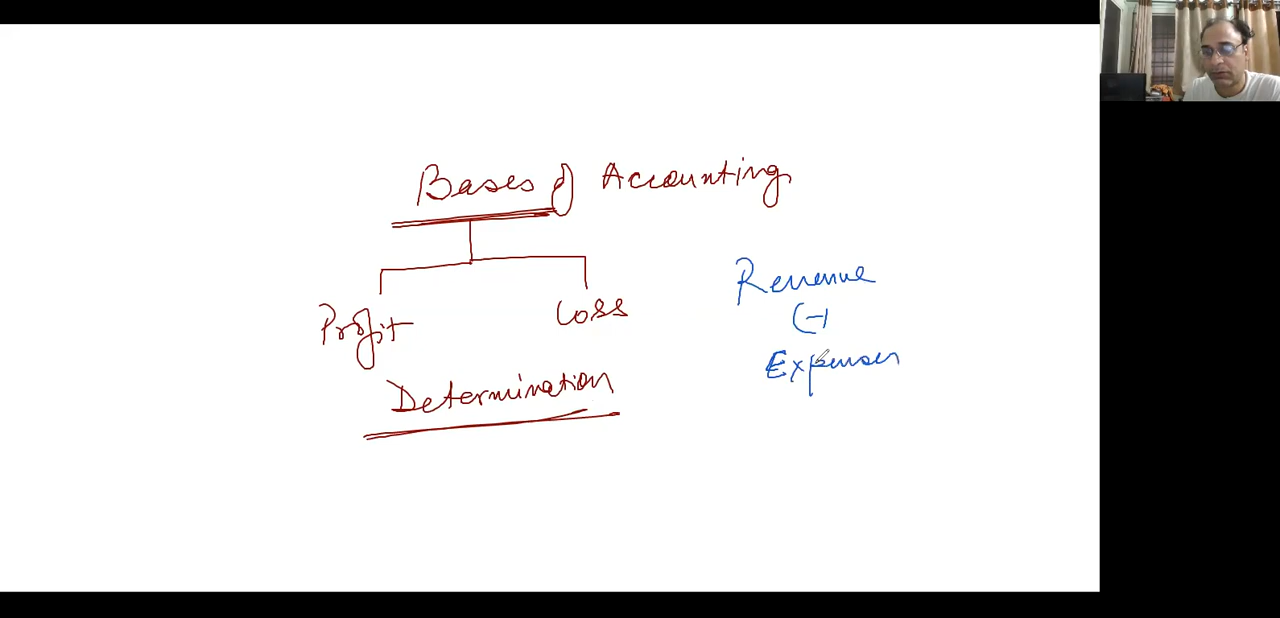 Bases of Accounting
Profit
Loss
Determination
Revenue
(-)
Expenses